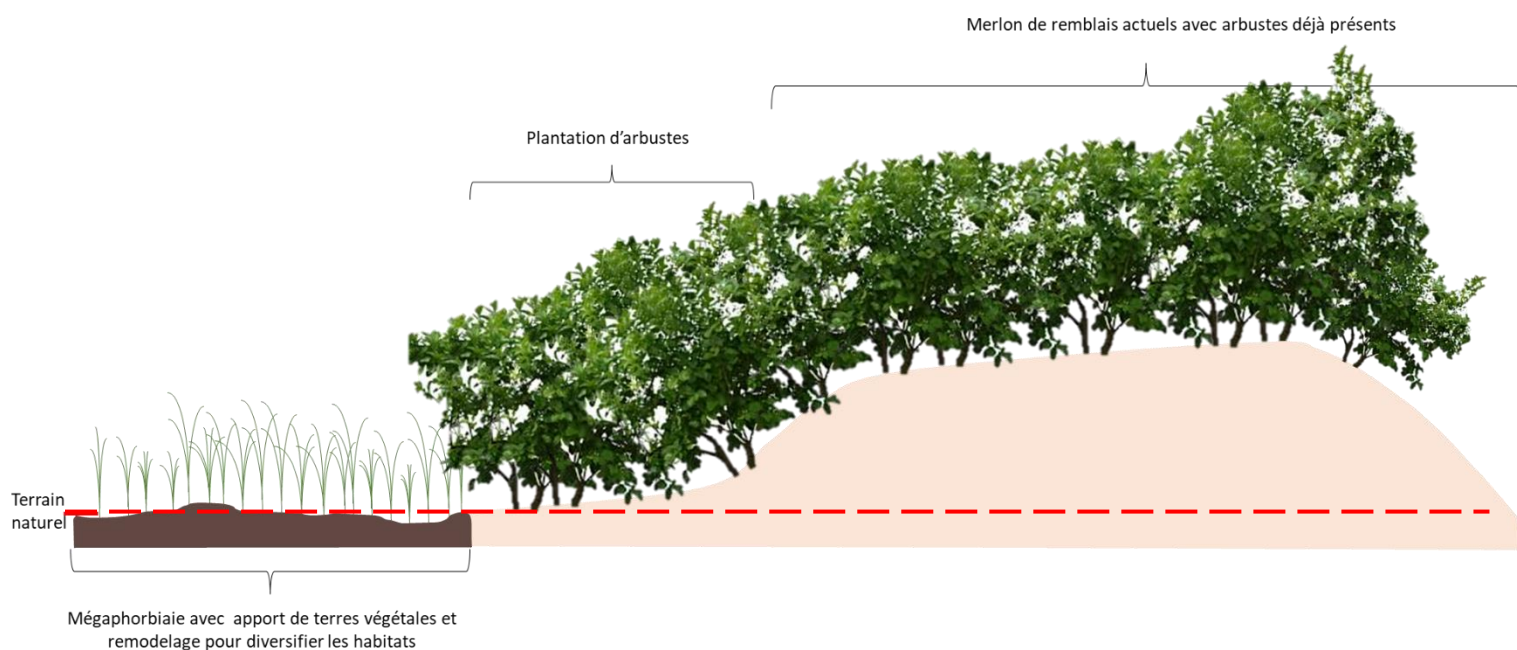 Merlon de remblais actuels avec arbustes déjà présents
Plantation d'arbustes
Terrain
naturel
Mégaphorbiaie avec  apport de terres végétales et
remodelage pour diversifier les habitats